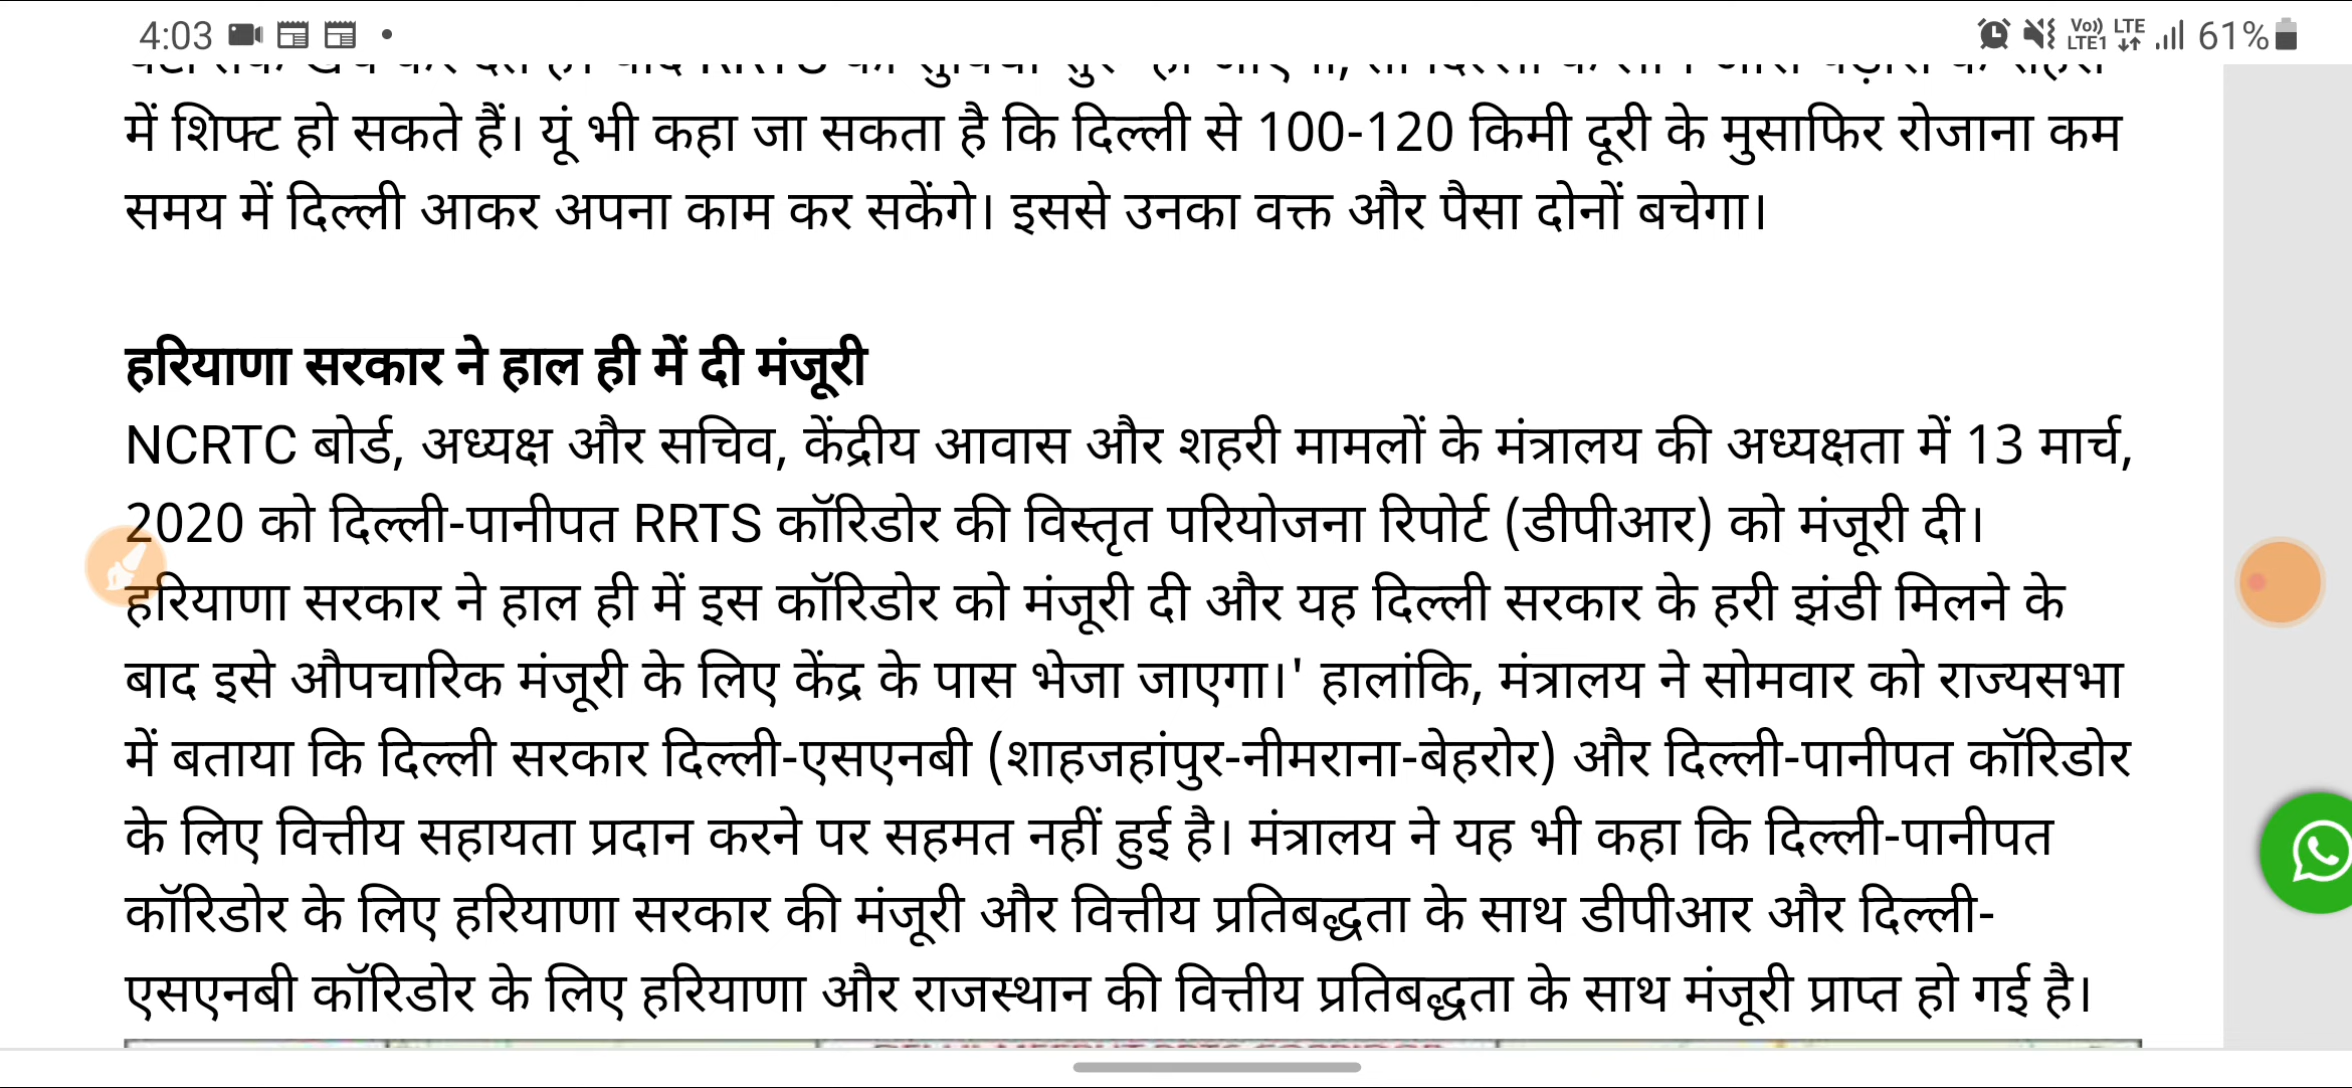 4:03
Vo)) LTE1 LTE 61%
में शिफ्ट हो सकते हैं। यूं भी कहा जा सकता है कि दिल्ली से 100-120 किमी दूरी के मुसाफिर रोजाना कम
समय में दिल्ली आकर अपना काम कर सकेंगे। इससे उनका वक्त और पैसा दोनों बचेगा।
हरियाणा सरकार ने हाल ही में दी मंजूरी
NCRTC बोर्ड, अध्यक्ष और सचिव, केंद्रीय आवास और शहरी मामलों के मंत्रालय की अध्यक्षता में 13 मार्च,
2020 को दिल्ली-पानीपत RRTS कॉरिडोर की विस्तृत परियोजना रिपोर्ट (डीपीआर) को मंजूरी दी।
हरियाणा सरकार ने हाल ही में इस कॉरिडोर को मंजूरी दी और यह दिल्ली सरकार के हरी झंडी मिलने के
बाद इसे औपचारिक मंजूरी के लिए केंद्र के पास भेजा जाएगा।' हालांकि, मंत्रालय ने सोमवार को राज्यसभा
में बताया कि दिल्ली सरकार दिल्ली-एसएनबी (शाहजहांपुर-नीमराना-बेहरोर) और दिल्ली-पानीपत कॉरिडोर
के लिए वित्तीय सहायता प्रदान करने पर सहमत नहीं हुई है। मंत्रालय ने यह भी कहा कि दिल्ली-पानीपत
कॉरिडोर के लिए हरियाणा सरकार की मंजूरी और वित्तीय प्रतिबद्धता के साथ डीपीआर और दिल्ली-
एसएनबी कॉरिडोर के लिए हरियाणा और राजस्थान की वित्तीय प्रतिबद्धता के साथ मंजूरी प्राप्त हो गई है।